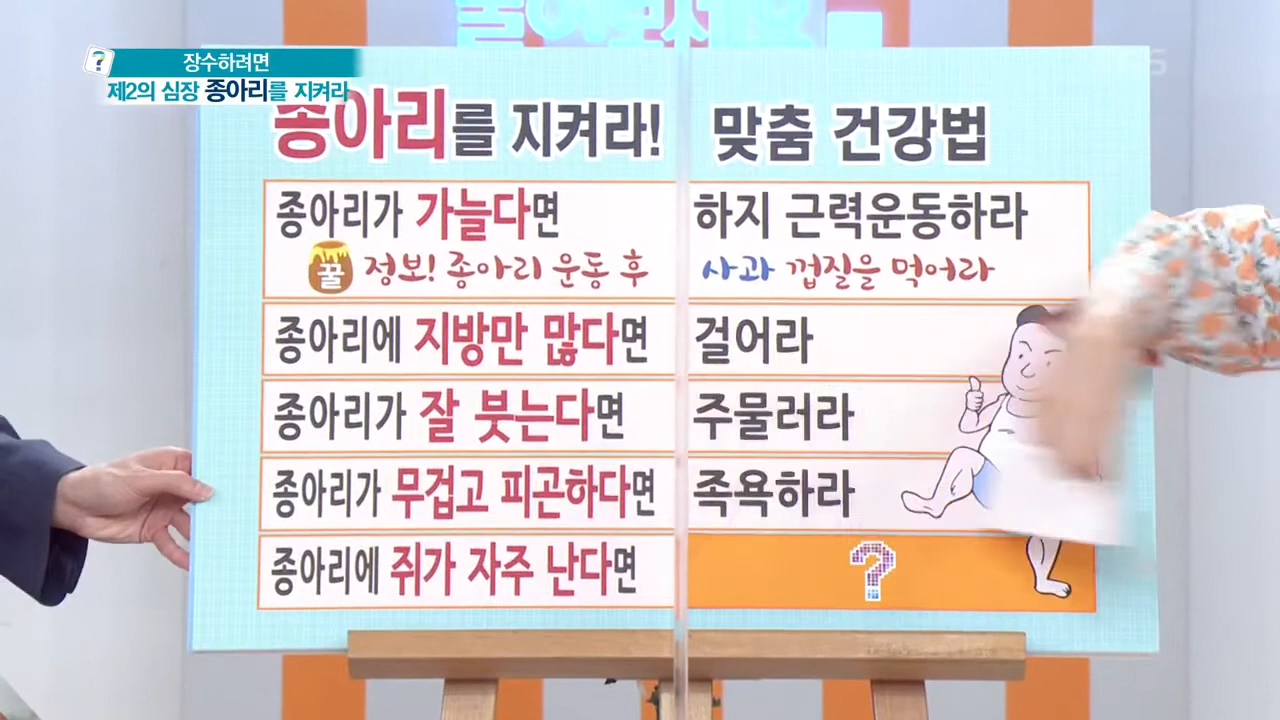 물어보세요
?
장수하려면
제2의 심장 종아리를 지켜라
종아리를 지켜라!
맞춤 건강법
종아리가 가늘다면
하지 근력운동하라
꿀 정보! 종아리 운동 후
사과 껍질을 먹어라
종아리에 지방만 많다면
걸어라
종아리가 잘 붓는다면
주물러라
종아리가 무겁고 피곤하다면
족욕하라
종아리에 쥐가 자주 난다면
?